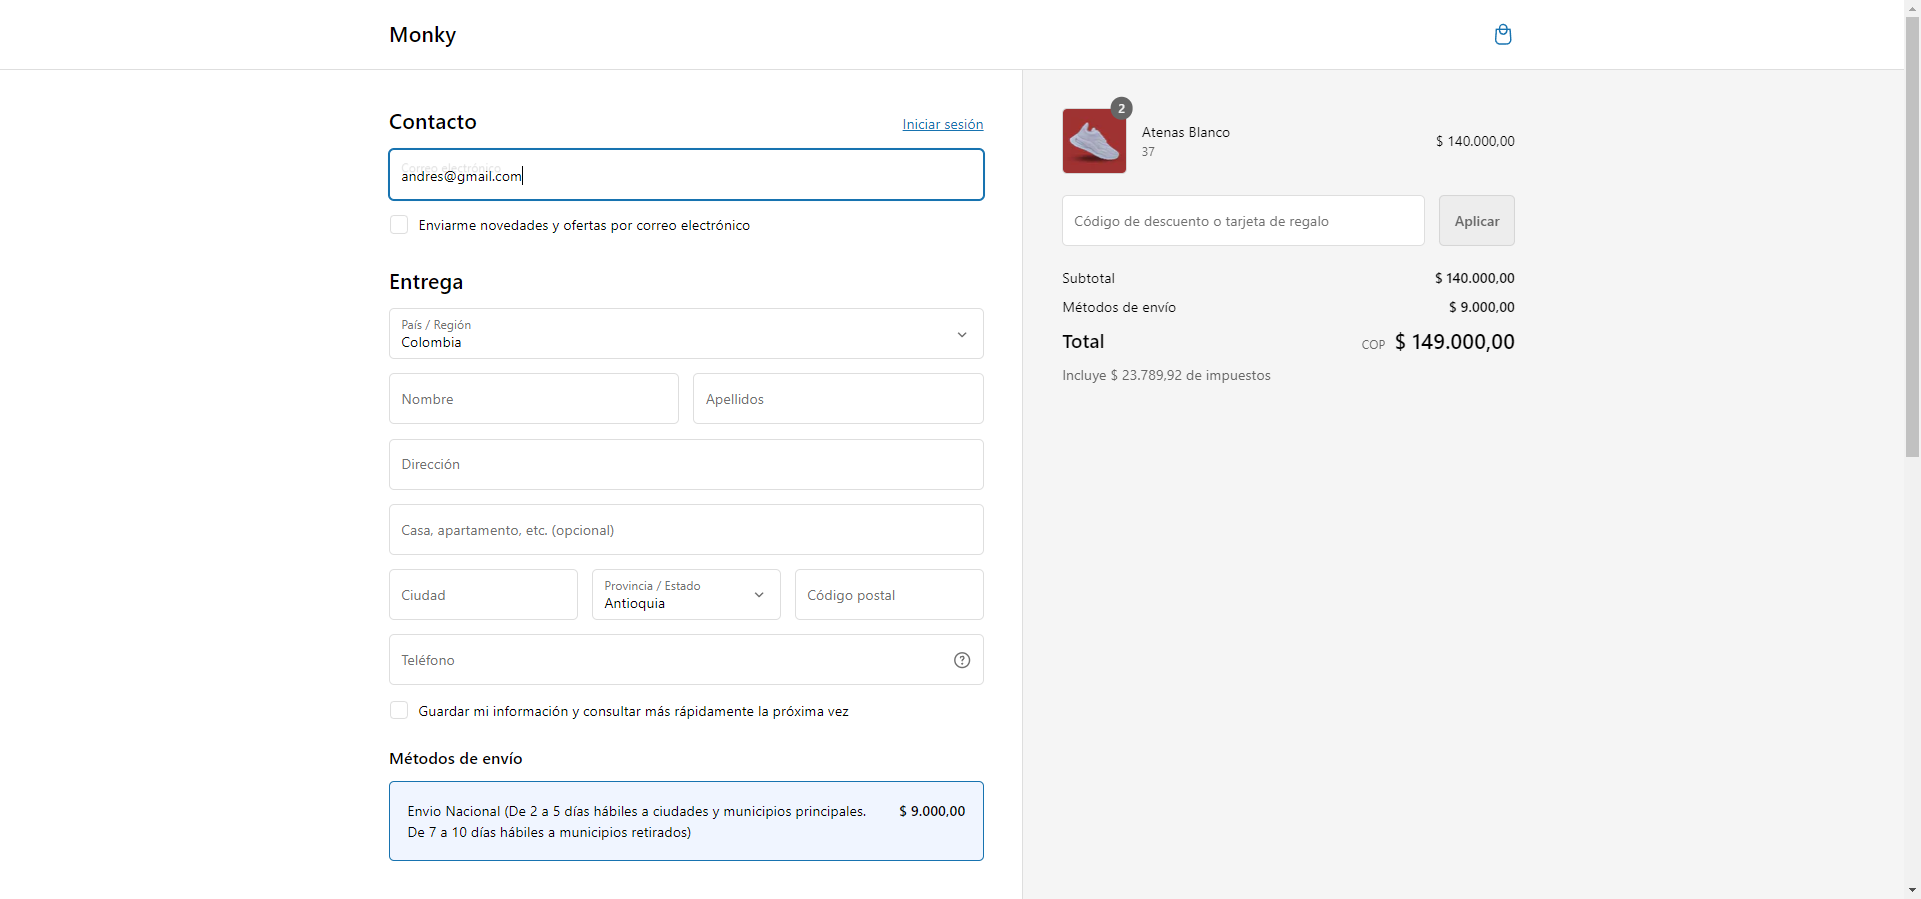 Monky
Contacto
Iniciar sesión
Correo electrónico
andres@gmail.com
Enviarme novedades y ofertas por correo electrónico
Entrega
País / Región
Colombia
Nombre
Apellidos
Dirección
Casa, apartamento, etc. (opcional)
Ciudad
Provincia / Estado
Antioquia
Código postal
Teléfono
Guardar mi información y consultar más rápidamente la próxima vez
Métodos de envío
Envio Nacional (De 2 a 5 días hábiles a ciudades y municipios principales.
De 7 a 10 días hábiles a municipios retirados)
$ 9.000,00
2
Atenas Blanco
37
$ 140.000,00
Código de descuento o tarjeta de regalo
Aplicar
Subtotal
$ 140.000,00
Métodos de envío
$ 9.000,00
Total
COP $ 149.000,00
Incluye $ 23.789,92 de impuestos